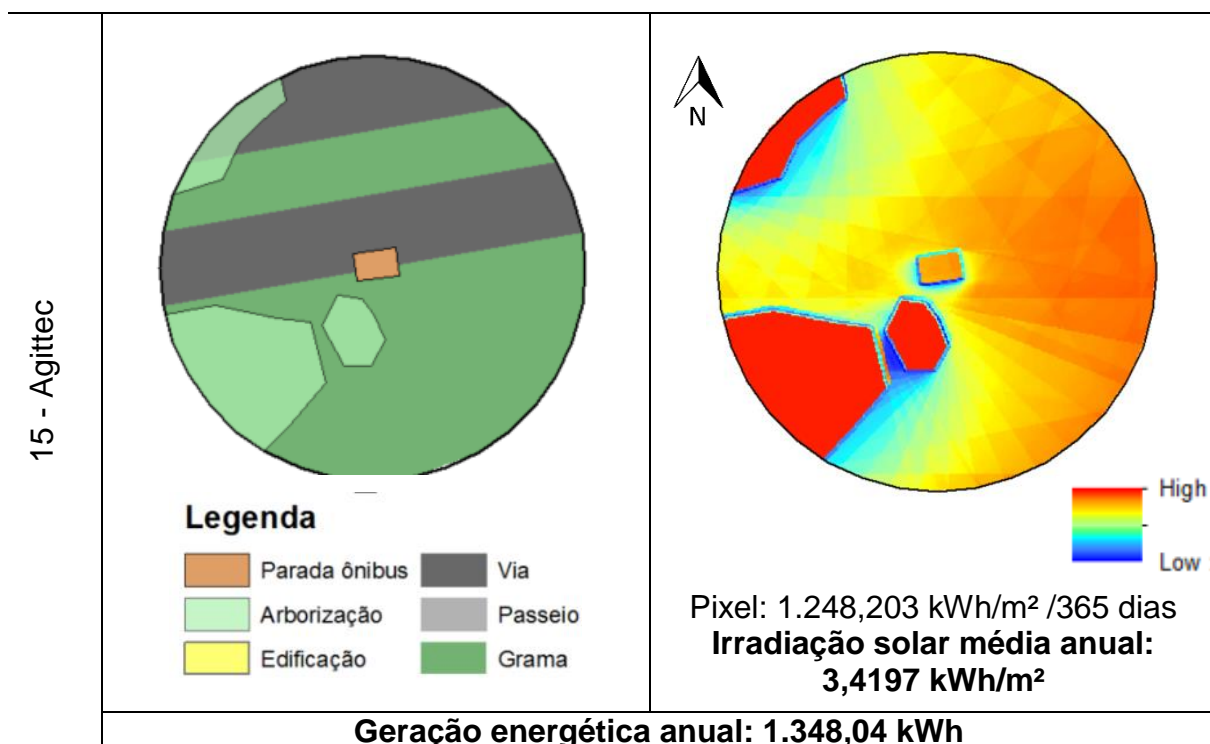 15 - Agittec
N
Legenda
Parada ônibus
Via
Arborização
Passeio
Edificação
Grama
High
Low
Pixel: 1.248,203 kWh/m² /365 dias
Irradiação solar média anual:
3,4197 kWh/m²
Geração energética anual: 1.348,04 kWh